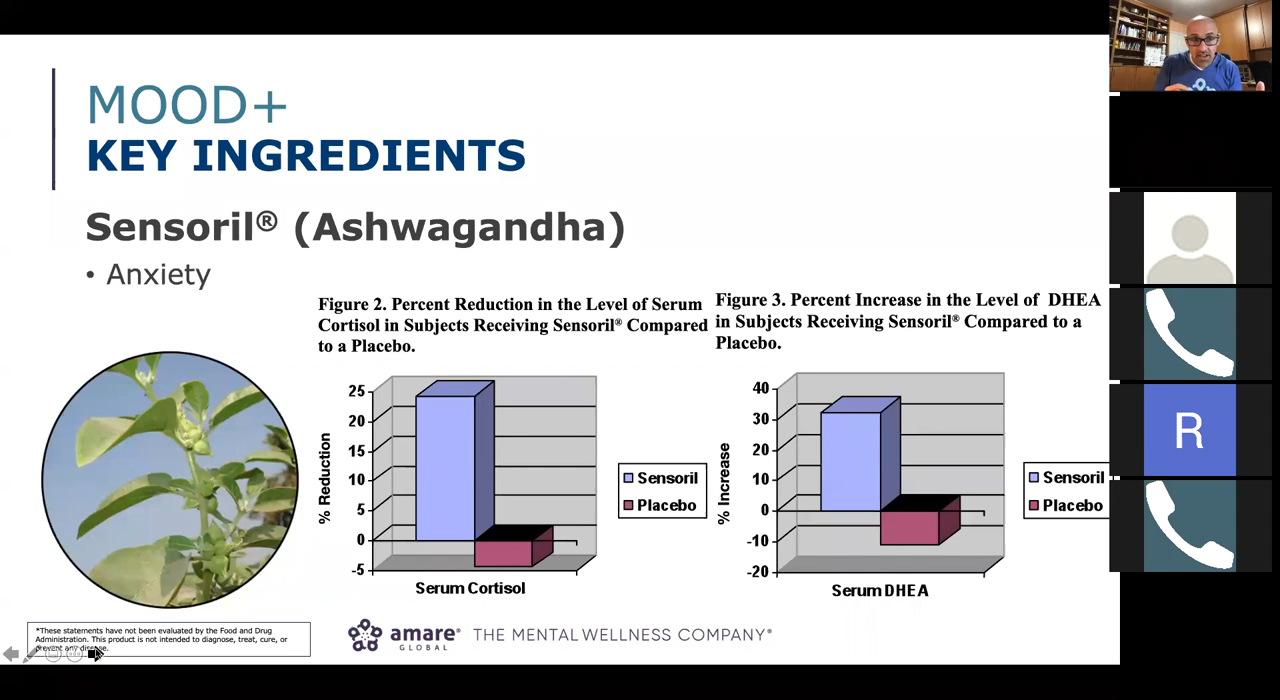 MOOD+
KEY INGREDIENTS
Sensoril® (Ashwagandha)
• Anxiety
Figure 2. Percent Reduction in the Level of Serum
Cortisol in Subjects Receiving Sensoril® Compared
to a Placebo.
25
20
15
10
5
0
-5
% Reduction
Serum Cortisol
Sensoril
Placebo
Figure 3. Percent Increase in the Level of DHEA
in Subjects Receiving Sensoril® Compared to a
Placebo.
40
30
20
10
0
-10
-20
% Increase
Serum DHEA
Sensoril
Placebo
*These statements have not been evaluated by the Food and Drug
Administration. This product is not intended to diagnose, treat, cure, or
prevent any disease.
amare®
GLOBAL
THE MENTAL WELLNESS COMPANY®
R